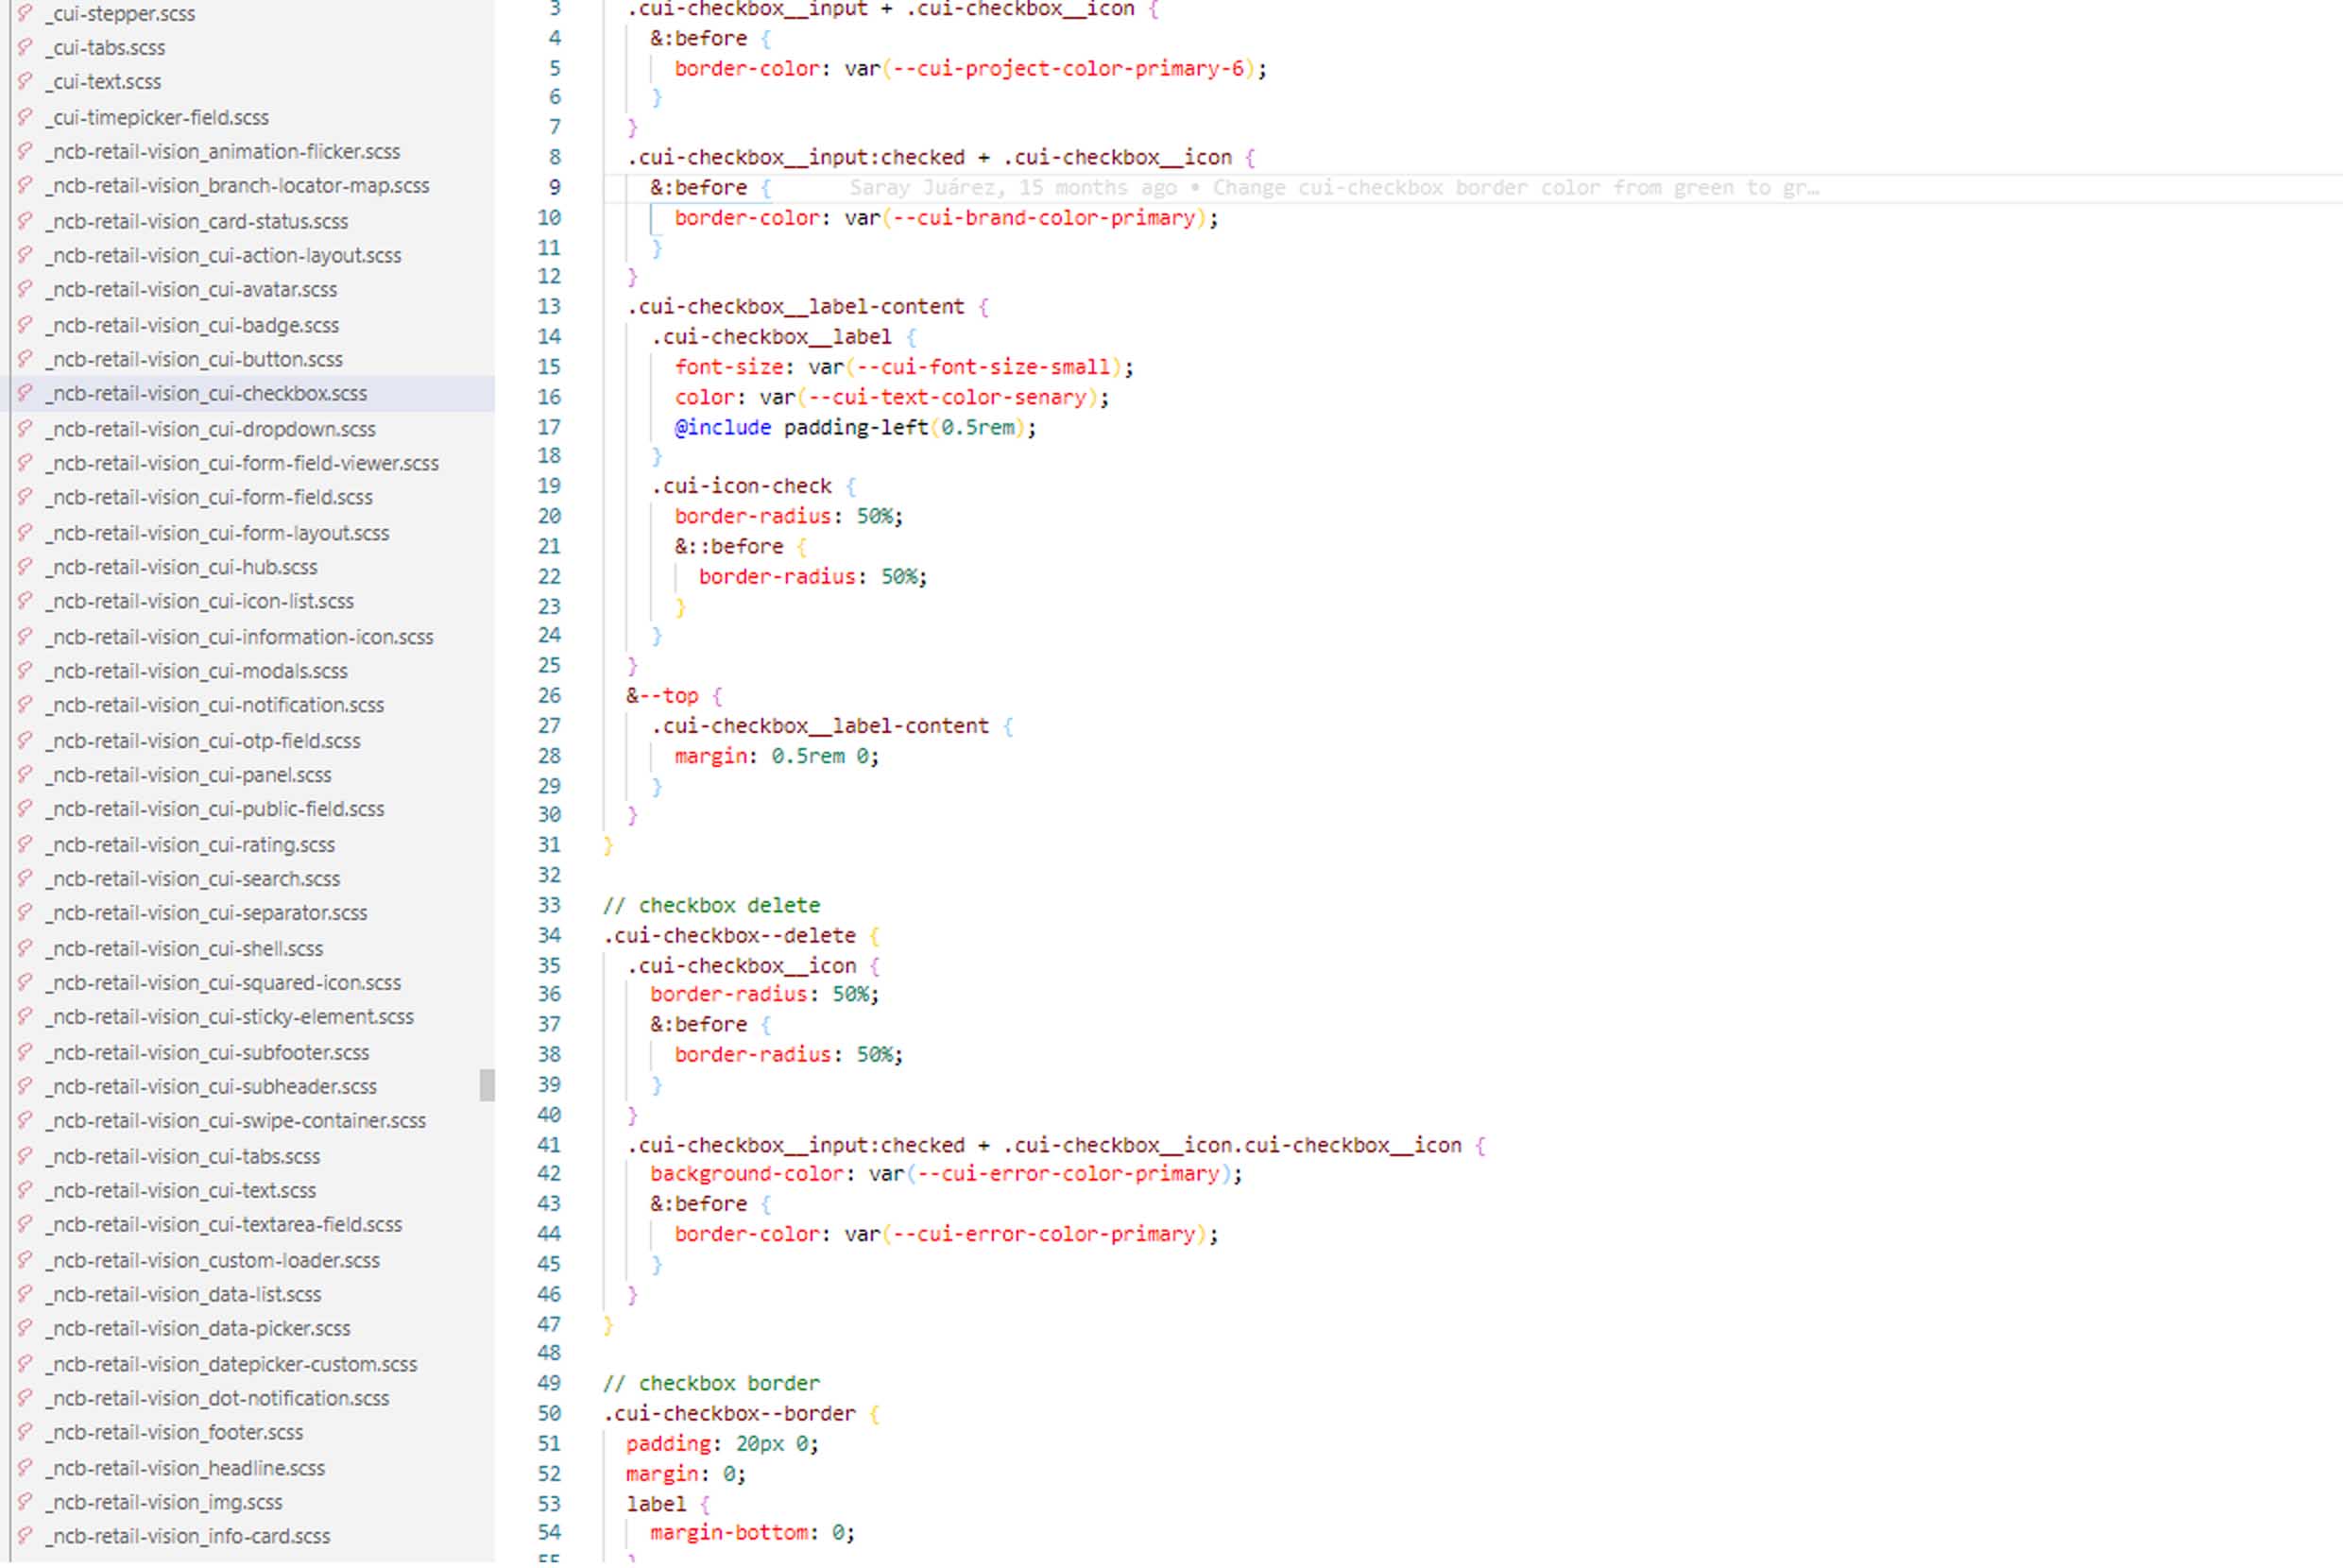 _cui-stepper.scss
_cui-tabs.scss
_cui-text.scss
_cui-timepicker-field.scss
_ncb-retail-vision_animation-flicker.scss
_ncb-retail-vision_branch-locator-map.scss
_ncb-retail-vision_card-status.scss
_ncb-retail-vision_cui-action-layout.scss
_ncb-retail-vision_cui-avatar.scss
_ncb-retail-vision_cui-badge.scss
_ncb-retail-vision_cui-button.scss
_ncb-retail-vision_cui-checkbox.scss
_ncb-retail-vision_cui-dropdown.scss
_ncb-retail-vision_cui-form-field-viewer.scss
_ncb-retail-vision_cui-form-field.scss
_ncb-retail-vision_cui-form-layout.scss
_ncb-retail-vision_cui-hub.scss
_ncb-retail-vision_cui-icon-list.scss
_ncb-retail-vision_cui-information-icon.scss
_ncb-retail-vision_cui-modals.scss
_ncb-retail-vision_cui-notification.scss
_ncb-retail-vision_cui-otp-field.scss
_ncb-retail-vision_cui-panel.scss
_ncb-retail-vision_cui-public-field.scss
_ncb-retail-vision_cui-rating.scss
_ncb-retail-vision_cui-search.scss
_ncb-retail-vision_cui-separator.scss
_ncb-retail-vision_cui-shell.scss
_ncb-retail-vision_cui-squared-icon.scss
_ncb-retail-vision_cui-sticky-element.scss
_ncb-retail-vision_cui-subfooter.scss
_ncb-retail-vision_cui-subheader.scss
_ncb-retail-vision_cui-swipe-container.scss
_ncb-retail-vision_cui-tabs.scss
_ncb-retail-vision_cui-text.scss
_ncb-retail-vision_cui-textarea-field.scss
_ncb-retail-vision_custom-loader.scss
_ncb-retail-vision_data-list.scss
_ncb-retail-vision_data-picker.scss
_ncb-retail-vision_datepicker-custom.scss
_ncb-retail-vision_dot-notification.scss
_ncb-retail-vision_footer.scss
_ncb-retail-vision_headline.scss
_ncb-retail-vision_img.scss
_ncb-retail-vision_info-card.scss
3 .cui-checkbox__input + .cui-checkbox__icon {
4 &:before {
5 border-color: var(--cui-project-color-primary-6);
6 }
7 }
8 .cui-checkbox__input:checked + .cui-checkbox__icon {
9 &:before { Saray Juárez, 15 months ago • Change cui-checkbox border color from green to gr…
10 border-color: var(--cui-brand-color-primary);
11 }
12 }
13 .cui-checkbox__label-content {
14 .cui-checkbox__label {
15 font-size: var(--cui-font-size-small);
16 color: var(--cui-text-color-senary);
17 @include padding-left(0.5rem);
18 }
19 .cui-icon-check {
20 border-radius: 50%;
21 &::before {
22 border-radius: 50%;
23 }
24 }
25 }
26 &--top {
27 .cui-checkbox__label-content {
28 margin: 0.5rem 0;
29 }
30 }
31 }
32
33 // checkbox delete
34 .cui-checkbox--delete {
35 .cui-checkbox__icon {
36 border-radius: 50%;
37 &:before {
38 border-radius: 50%;
39 }
40 }
41 .cui-checkbox__input:checked + .cui-checkbox__icon.cui-checkbox__icon {
42 background-color: var(--cui-error-color-primary);
43 &:before {
44 border-color: var(--cui-error-color-primary);
45 }
46 }
47 }
48
49 // checkbox border
50 .cui-checkbox--border {
51 padding: 20px 0;
52 margin: 0;
53 label {
54 margin-bottom: 0;
55 }